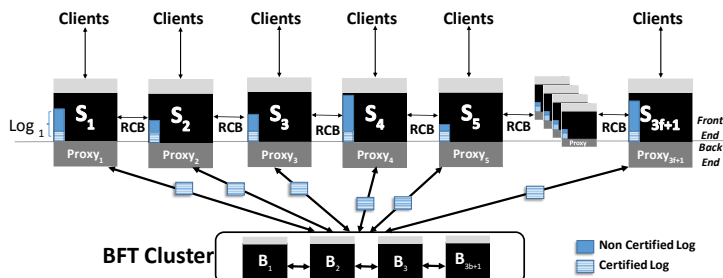 Clients Clients Clients Clients Clients Clients
S1 S2 S3 S4 S5 S3f+1
RCB RCB RCB RCB RCB RCB
Log 1
Front End
Back End
Proxy1 Proxy2 Proxy3 Proxy4 Proxy5 Proxy Proxy3f+1
BFT Cluster
B1 B2 B3 B3b+1
Non Certified Log
Certified Log